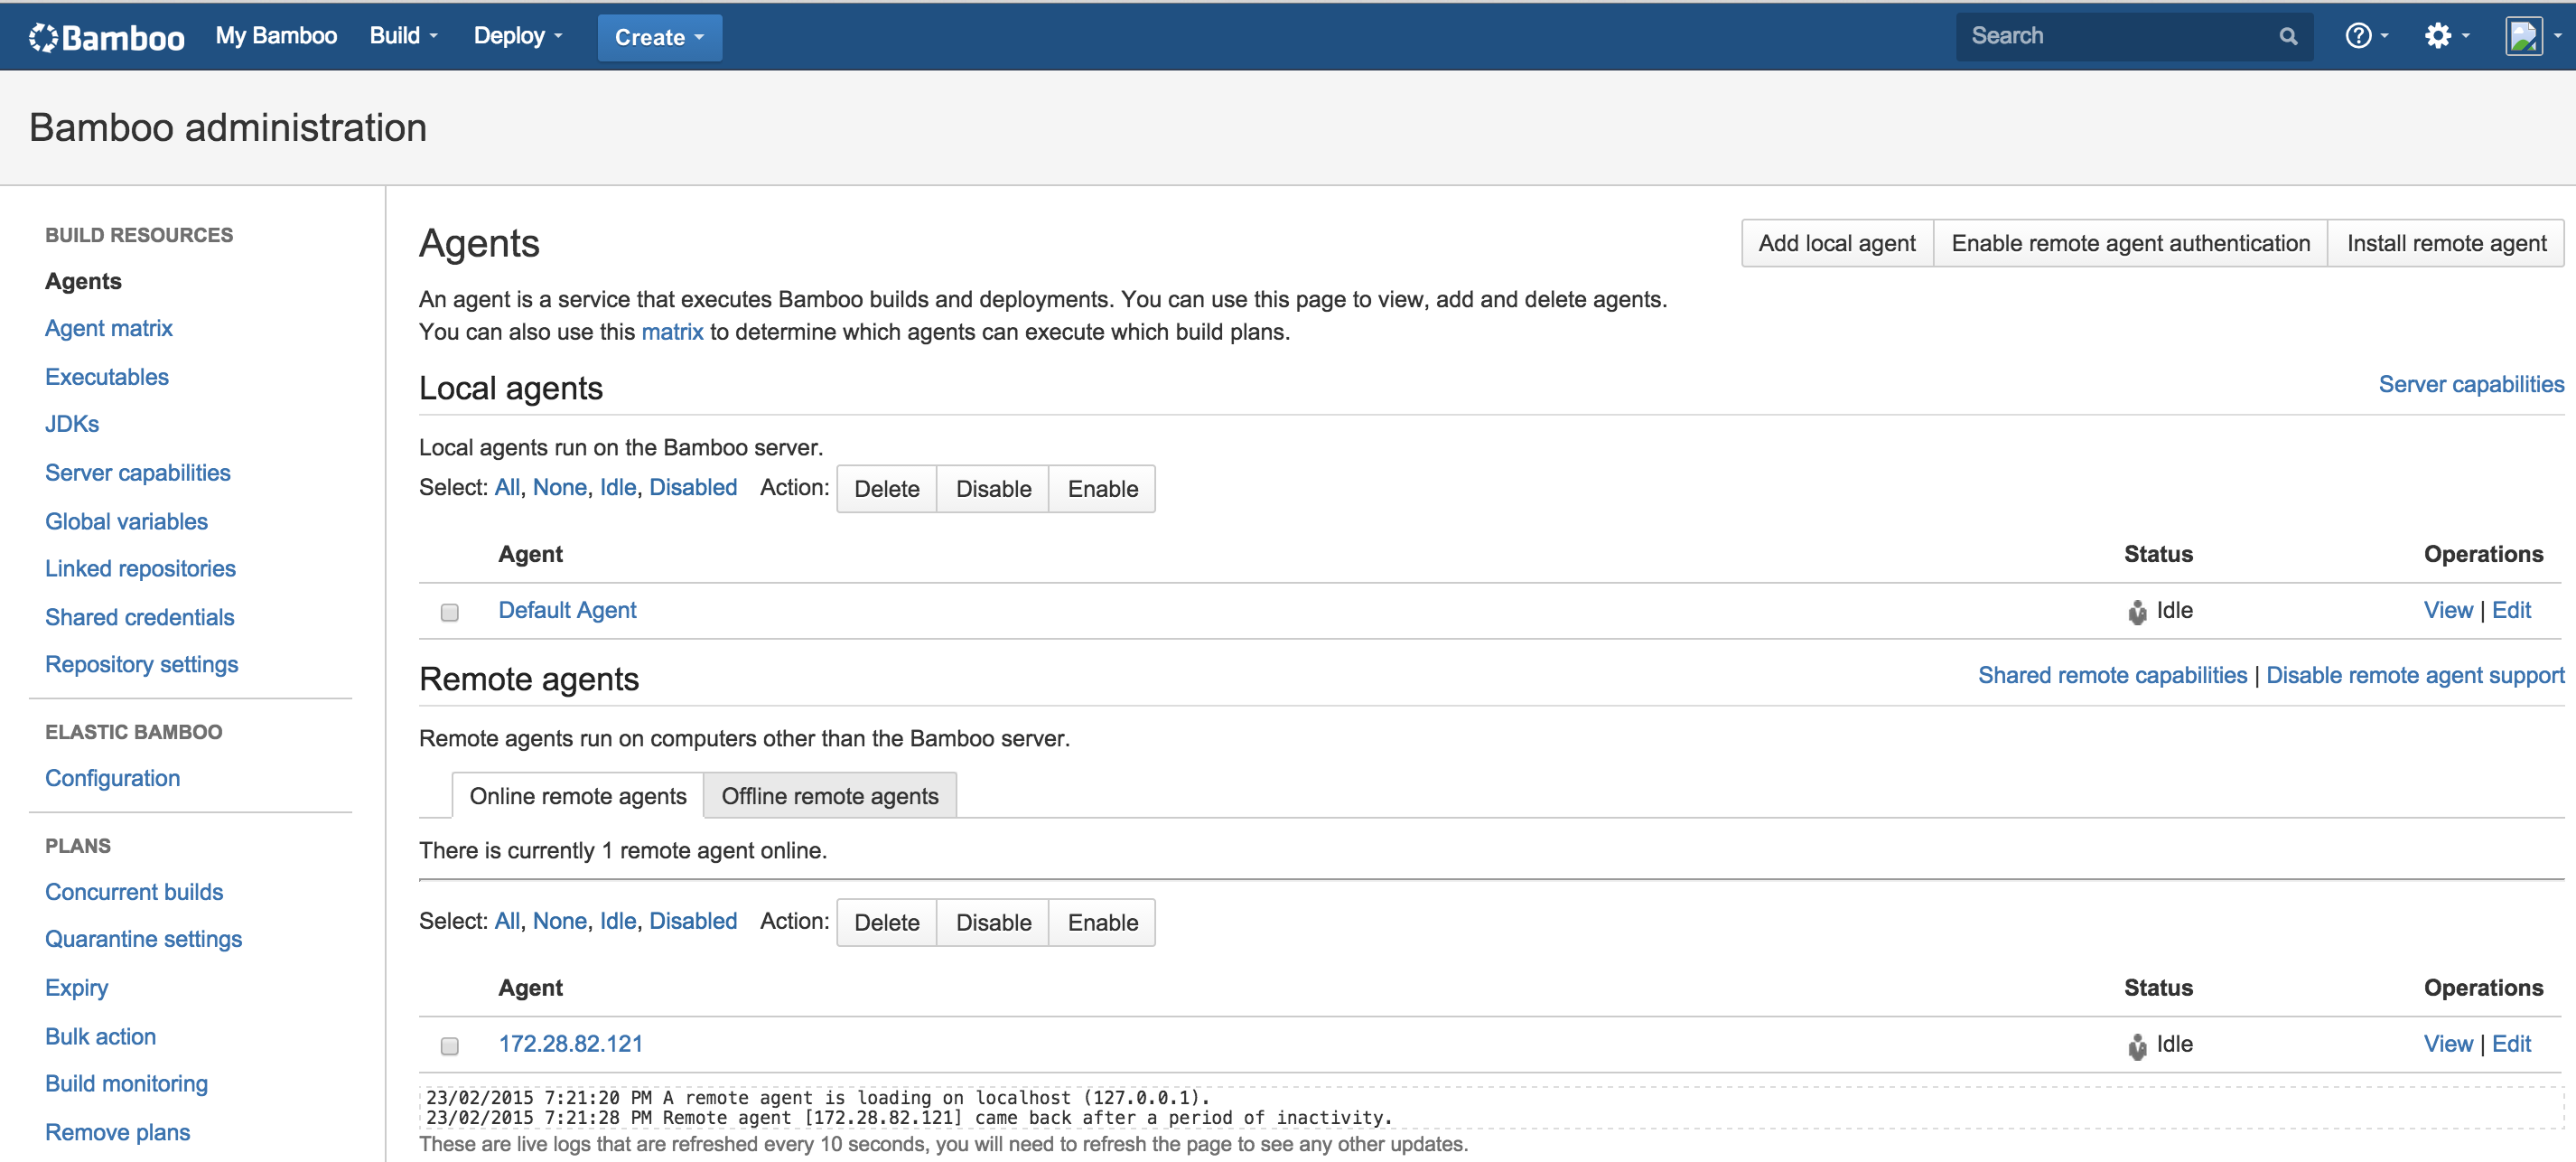 Bamboo My Bamboo Build Deploy Create Search
Bamboo administration
BUILD RESOURCES
Agents
Agent matrix
Executables
JDKs
Server capabilities
Global variables
Linked repositories
Shared credentials
Repository settings
ELASTIC BAMBOO
Configuration
PLANS
Concurrent builds
Quarantine settings
Expiry
Bulk action
Build monitoring
Remove plans
Agents
Add local agent Enable remote agent authentication Install remote agent
An agent is a service that executes Bamboo builds and deployments. You can use this page to view, add and delete agents.
You can also use this matrix to determine which agents can execute which build plans.
Local agents Server capabilities
Local agents run on the Bamboo server.
Select: All, None, Idle, Disabled Action: Delete Disable Enable
Agent Status Operations
Default Agent Idle View | Edit
Remote agents Shared remote capabilities | Disable remote agent support
Remote agents run on computers other than the Bamboo server.
Online remote agents Offline remote agents
There is currently 1 remote agent online.
Select: All, None, Idle, Disabled Action: Delete Disable Enable
Agent Status Operations
172.28.82.121 Idle View | Edit
23/02/2015 7:21:20 PM A remote agent is loading on localhost (127.0.0.1).
23/02/2015 7:21:28 PM Remote agent [172.28.82.121] came back after a period of inactivity.
These are live logs that are refreshed every 10 seconds, you will need to refresh the page to see any other updates.